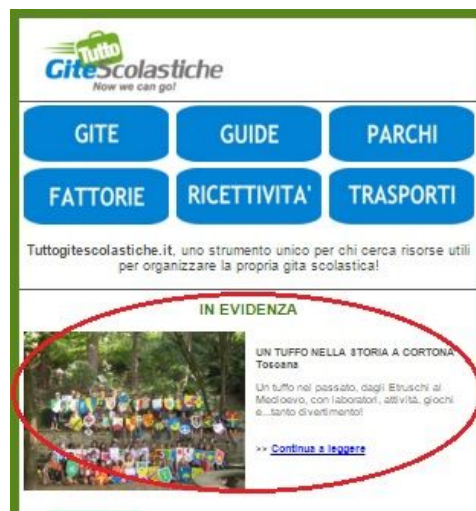 Tutto
GiteScolastiche
Now we can go!
GITE GUIDE PARCHI
FATTORIE RICETTIVITA' TRASPORTI
Tuttogitescolastiche.it, uno strumento unico per chi cerca risorse utili
per organizzare la propria gita scolastica!
IN EVIDENZA
UN TUFFO NELLA STORIA A CORTONA
Toscana
Un tuffo nel passato, dagli Etruschi al
Medioevo, con laboratori, attività, giochi
e...tanto divertimento!
>> Continua a leggere